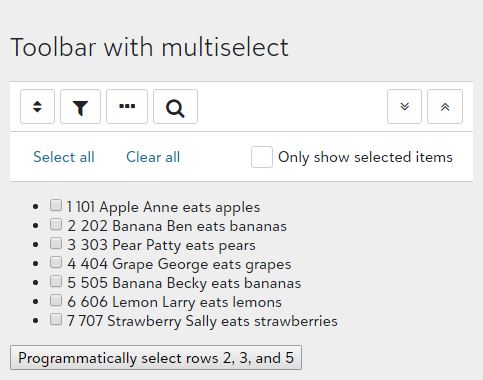 Toolbar with multiselect
Select all Clear all Only show selected items
1 101 Apple Anne eats apples
2 202 Banana Ben eats bananas
3 303 Pear Patty eats pears
4 404 Grape George eats grapes
5 505 Banana Becky eats bananas
6 606 Lemon Larry eats lemons
7 707 Strawberry Sally eats strawberries
Programmatically select rows 2, 3, and 5